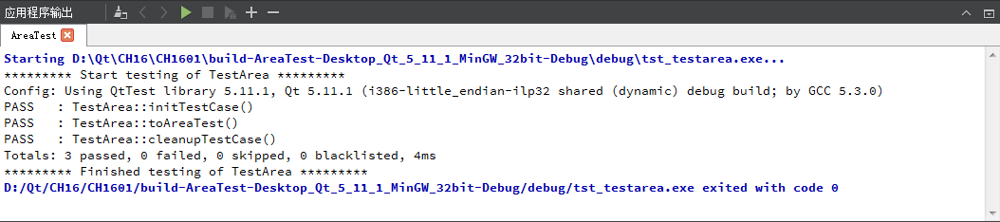 应用程序输出
AreaTest
Starting D:\Qt\CH16\CH1601\build-AreaTest-Desktop_Qt_5_11_1_MinGW_32bit-Debug\debug\tst_testarea.exe...
********* Start testing of TestArea *********
Config: Using QtTest library 5.11.1, Qt 5.11.1 (i386-little_endian-ilp32 shared (dynamic) debug build; by GCC 5.3.0)
PASS   : TestArea::initTestCase()
PASS   : TestArea::toAreaTest()
PASS   : TestArea::cleanupTestCase()
Totals: 3 passed, 0 failed, 0 skipped, 0 blacklisted, 4ms
********* Finished testing of TestArea *********
D:/Qt/CH16/CH1601/build-AreaTest-Desktop_Qt_5_11_1_MinGW_32bit-Debug/debug/tst_testarea.exe exited with code 0